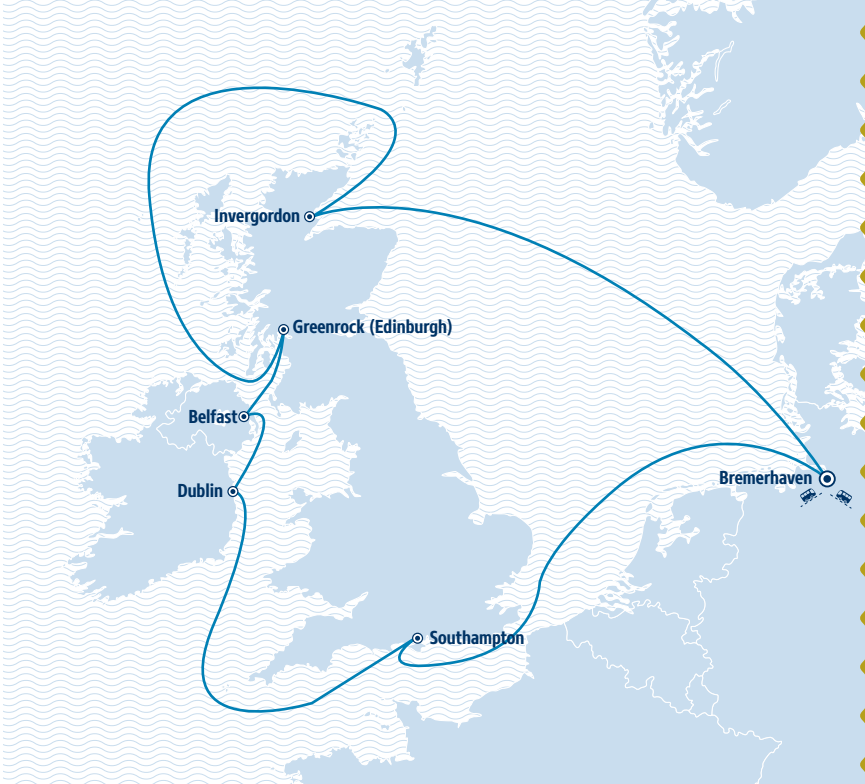 Invergordon
Greenrock (Edinburgh)
Belfast
Dublin
Bremerhaven
Southampton